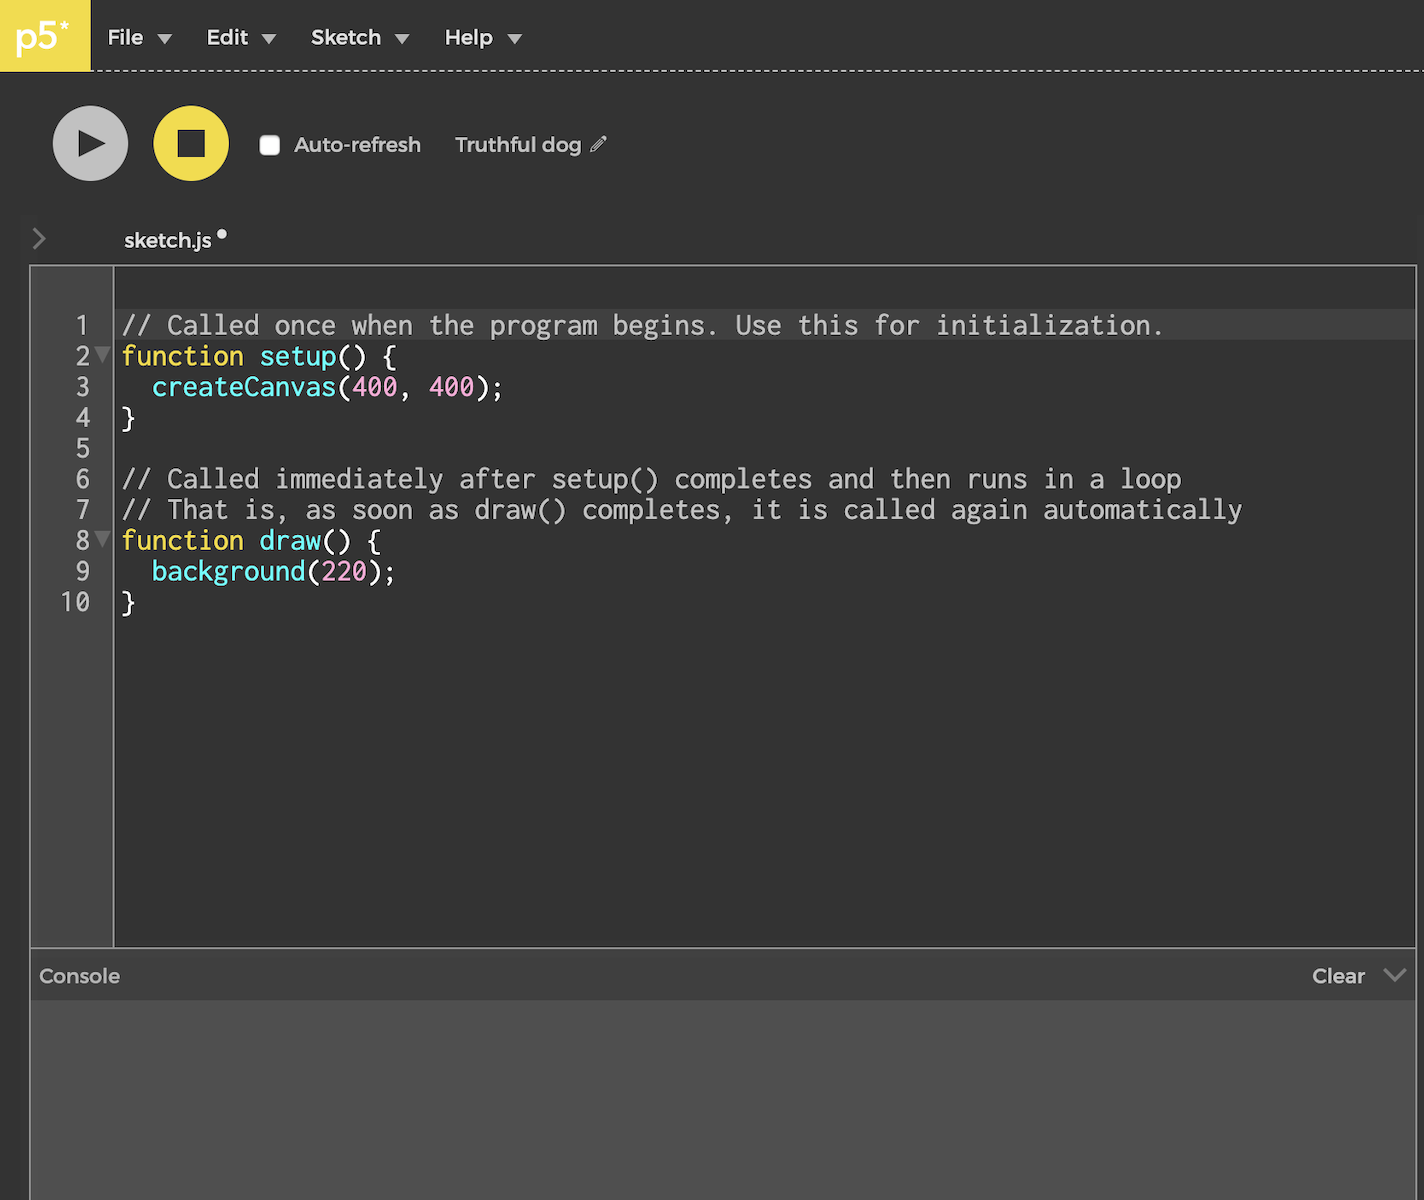 p5*
File Edit Sketch Help
Auto-refresh Truthful dog
sketch.js
1 // Called once when the program begins. Use this for initialization.
2 function setup() {
3   createCanvas(400, 400);
4 }
5
6 // Called immediately after setup() completes and then runs in a loop
7 // That is, as soon as draw() completes, it is called again automatically
8 function draw() {
9   background(220);
10 }
Console Clear